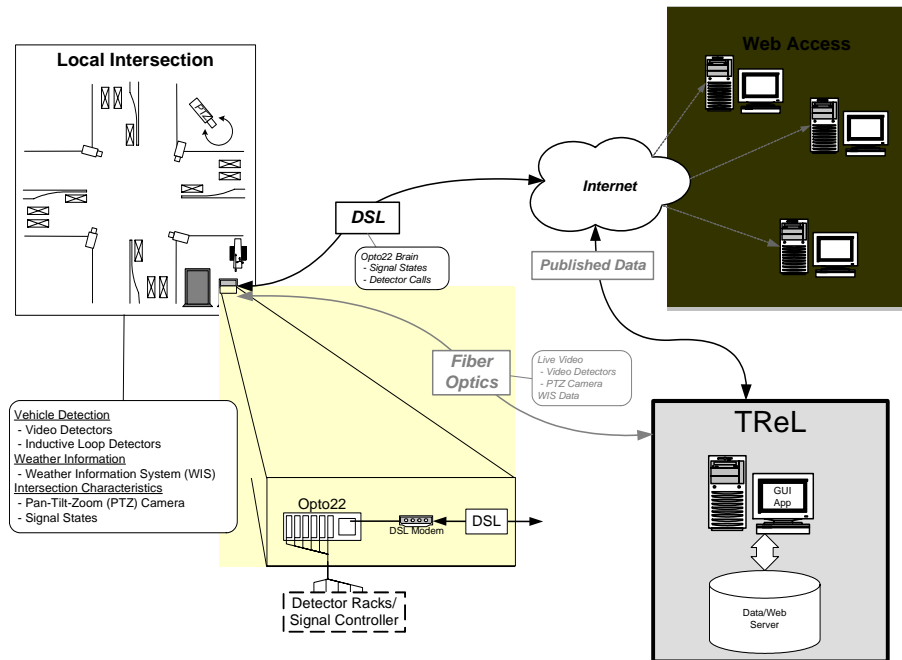 Local Intersection
PTZ
Web Access
Internet
DSL
Opto22 Brain
- Signal States
- Detector Calls
Published Data
Fiber
Optics
Live Video
- Video Detectors
- PTZ Camera
WIS Data
Vehicle Detection
- Video Detectors
- Inductive Loop Detectors
Weather Information
- Weather Information System (WIS)
Intersection Characteristics
- Pan-Tilt-Zoom (PTZ) Camera
- Signal States
Opto22
DSL Modem
DSL
Detector Racks/
Signal Controller
TReL
GUI
App
Data/Web
Server